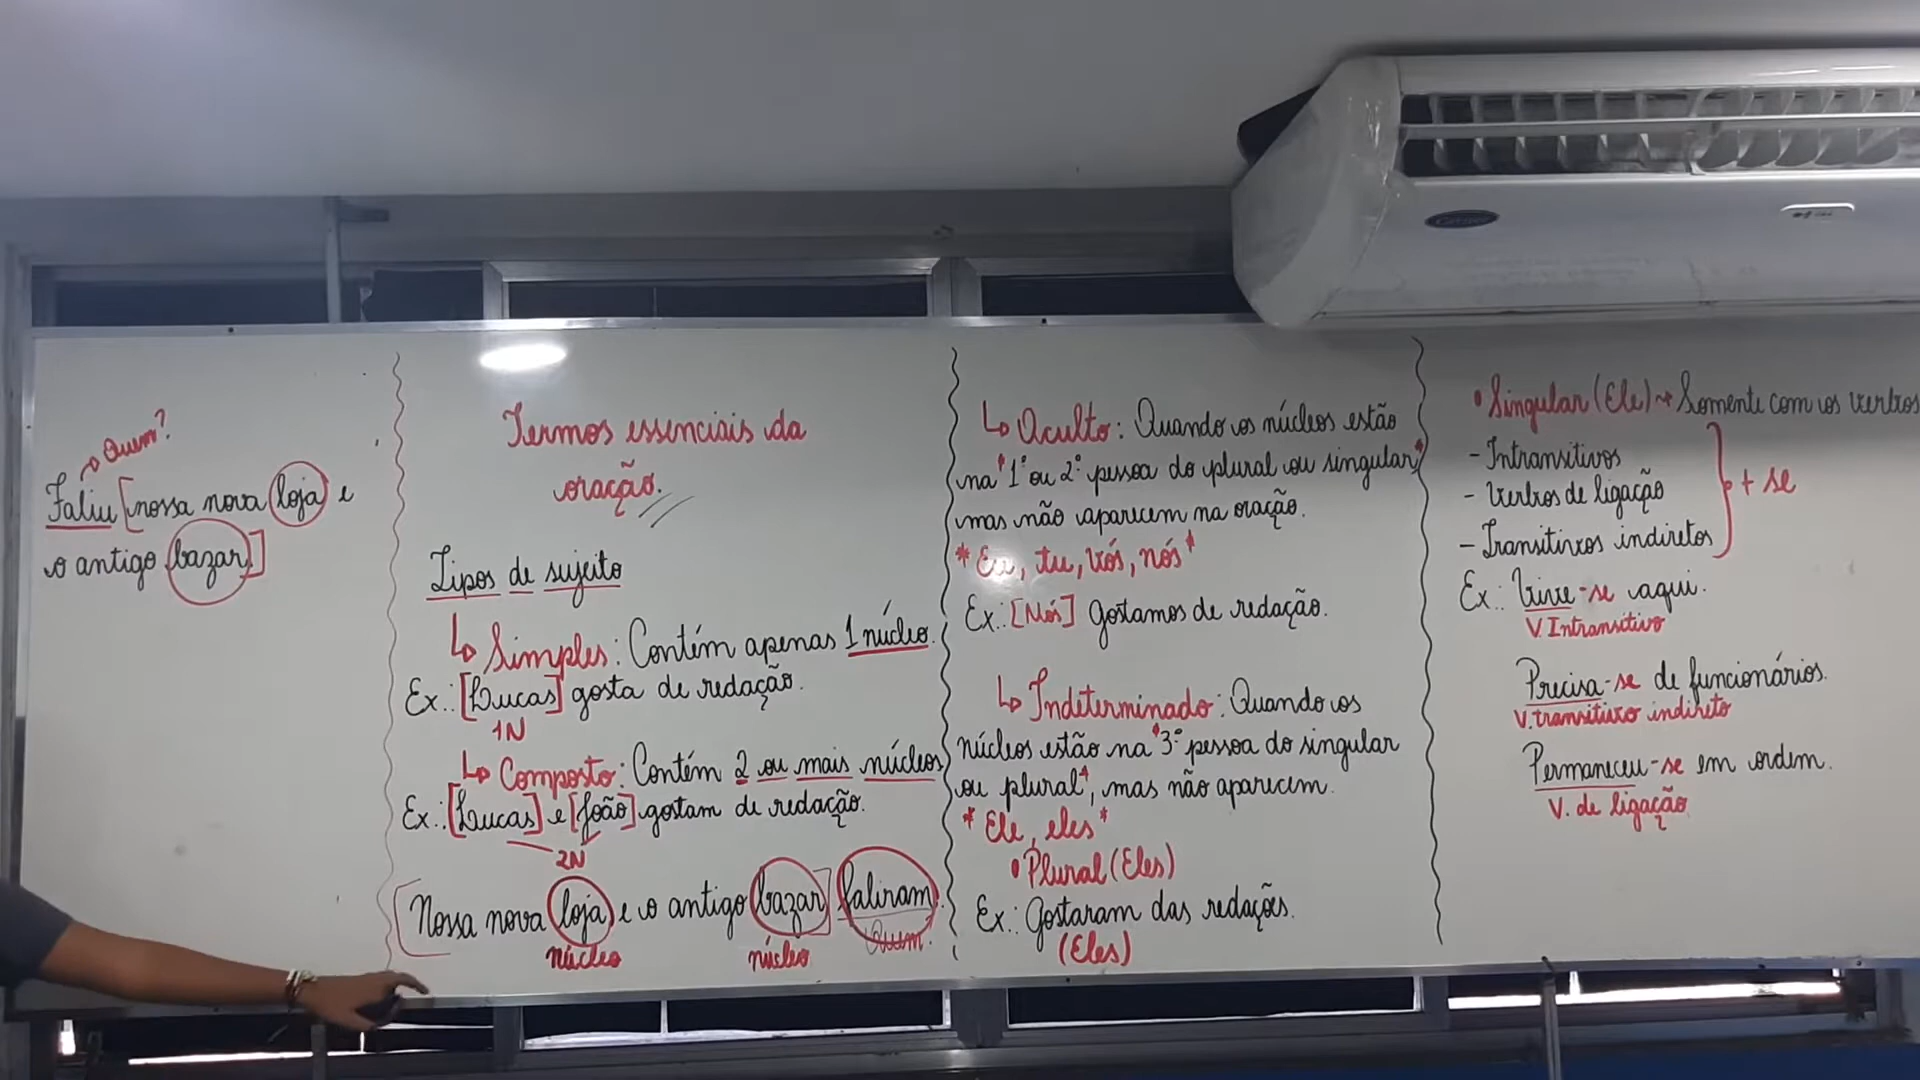 Quem?
Faliu [nossa nova loja e
o antigo bazar]
Termos essenciais da
oração.
Tipos de sujeito
Simples: Contém apenas 1 núcleo.
Ex.: [Lucas] gosta de redação.
1N
Composto: Contém 2 ou mais núcleos
Ex.: [Lucas] e [João] gostam de redação.
2N
[Nossa nova loja e o antigo bazar] faliram.
núcleo núcleo Quem?
Oculto: Quando os núcleos estão
na *1ª ou 2ª pessoa do plural ou singular,*
mas não aparecem na oração.
* Eu, tu, vós, nós *
Ex.: [Nós] gostamos de redação.
Indeterminado: Quando os
núcleos estão na *3ª pessoa do singular
ou plural*, mas não aparecem.
* Ele, eles *
• Plural (Eles)
Ex.: Gostaram das redações.
(Eles)
• Singular (Ele) → Somente com os verbos
- Intransitivos
- Verbos de ligação
- Transitivos indiretos
+ se
Ex.: Vive-se aqui.
V Intransitivo
Precisa-se de funcionários.
V. transitivo indireto
Permaneceu-se em ordem.
V. de ligação
Carrier